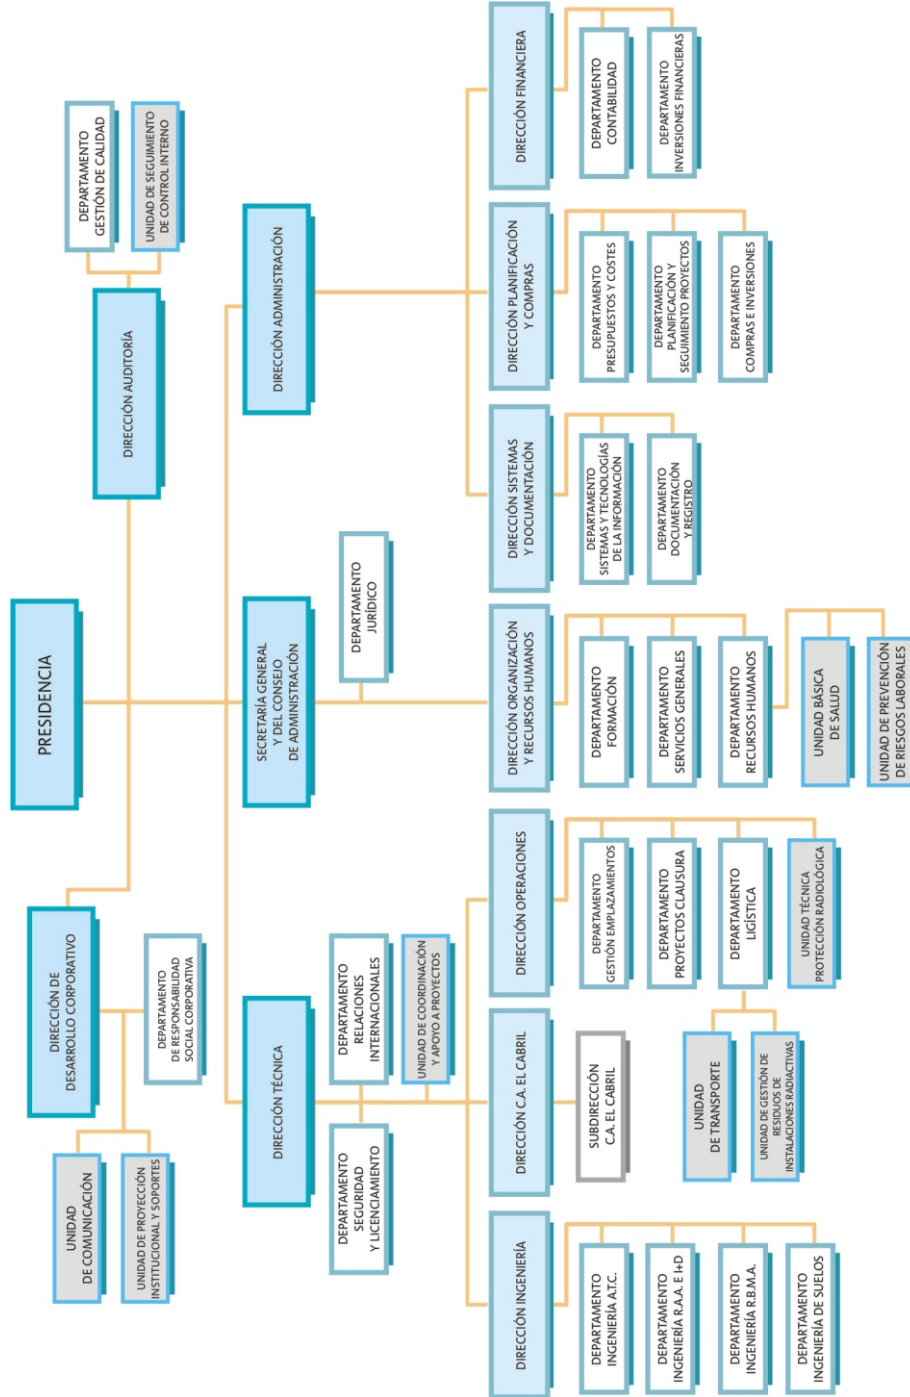 PRESIDENCIA
DIRECCIÓN DE
DESARROLLO CORPORATIVO
UNIDAD
DE COMUNICACIÓN
UNIDAD DE PROYECCIÓN
INSTITUCIONAL Y SOPORTES
DEPARTAMENTO
DE RESPONSABILIDAD
SOCIAL CORPORATIVA
DIRECCIÓN AUDITORÍA
DEPARTAMENTO
GESTIÓN DE CALIDAD
UNIDAD DE SEGUIMIENTO
DE CONTROL INTERNO
DIRECCIÓN TÉCNICA
SECRETARÍA GENERAL
Y DEL CONSEJO
DE ADMINISTRACIÓN
DIRECCIÓN ADMINISTRACIÓN
DEPARTAMENTO
SEGURIDAD
Y LICENCIAMIENTO
DEPARTAMENTO
RELACIONES
INTERNACIONALES
UNIDAD DE COORDINACIÓN
Y APOYO A PROYECTOS
DEPARTAMENTO
JURÍDICO
DIRECCIÓN INGENIERÍA
DEPARTAMENTO
INGENIERÍA A.T.C.
DEPARTAMENTO
INGENIERÍA R.A.A. E I+D
DEPARTAMENTO
INGENIERÍA R.B.M.A.
DEPARTAMENTO
INGENIERÍA DE SUELOS
DIRECCIÓN C.A. EL CABRIL
SUBDIRECCIÓN
C.A. EL CABRIL
DIRECCIÓN OPERACIONES
DEPARTAMENTO
GESTIÓN EMPLAZAMIENTOS
DEPARTAMENTO
PROYECTOS CLAUSURA
DEPARTAMENTO
LIGÍSTICA
UNIDAD
DE TRANSPORTE
UNIDAD DE GESTIÓN DE
RESIDUOS DE
INSTALACIONES RADIACTIVAS
UNIDAD TÉCNICA
PROTECCIÓN RADIOLÓGICA
DIRECCIÓN ORGANIZACIÓN
Y RECURSOS HUMANOS
DEPARTAMENTO
FORMACIÓN
DEPARTAMENTO
SERVICIOS GENERALES
DEPARTAMENTO
RECURSOS HUMANOS
UNIDAD BÁSICA
DE SALUD
UNIDAD DE PREVENCIÓN
DE RIESGOS LABORALES
DIRECCIÓN SISTEMAS
Y DOCUMENTACIÓN
DEPARTAMENTO
SISTEMAS Y TECNOLOGÍAS
DE LA INFORMACIÓN
DEPARTAMENTO
DOCUMENTACIÓN
Y REGISTRO
DIRECCIÓN PLANIFICACIÓN
Y COMPRAS
DEPARTAMENTO
PRESUPUESTOS Y COSTES
DEPARTAMENTO
PLANIFICACIÓN Y
SEGUIMIENTO PROYECTOS
DEPARTAMENTO
COMPRAS E INVERSIONES
DIRECCIÓN FINANCIERA
DEPARTAMENTO
CONTABILIDAD
DEPARTAMENTO
INVERSIONES FINANCIERAS